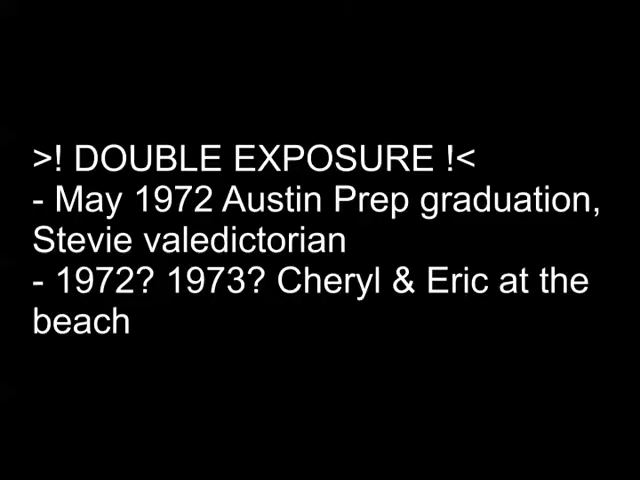 >! DOUBLE EXPOSURE !<
- May 1972 Austin Prep graduation,
Stevie valedictorian
- 1972? 1973? Cheryl & Eric at the
beach